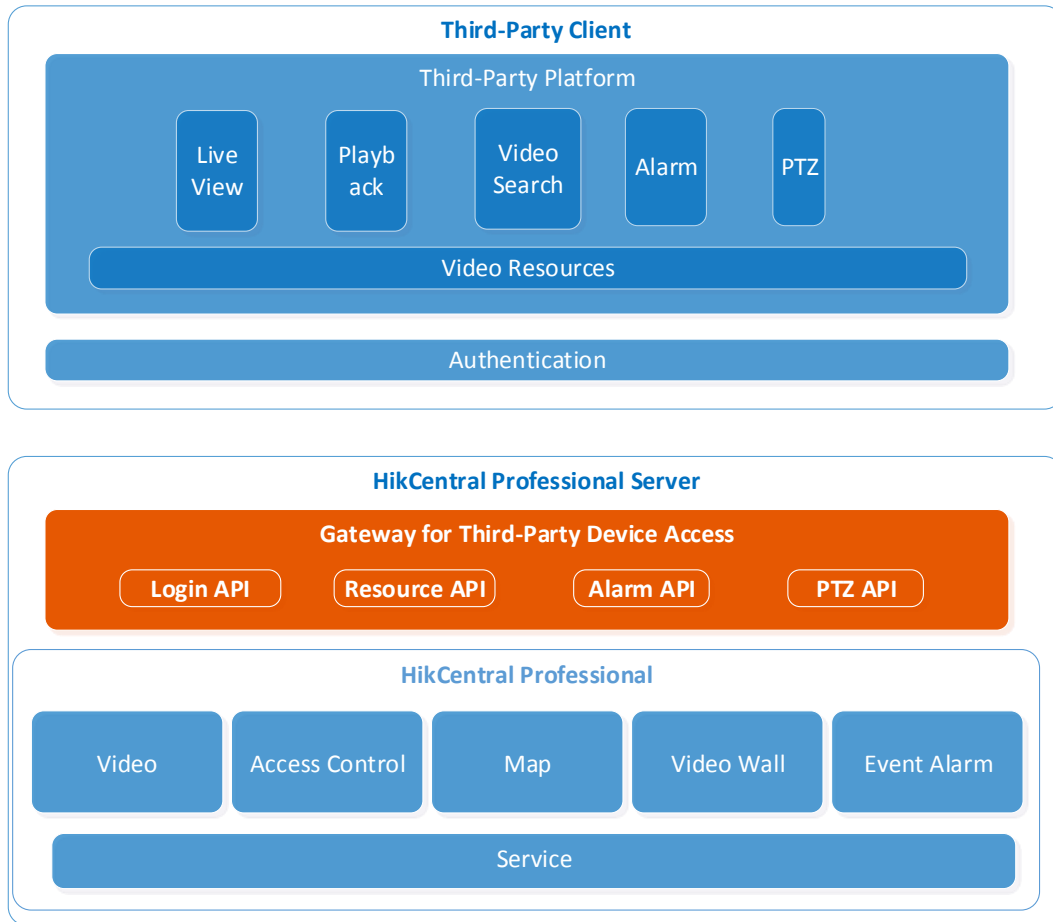 Third-Party Client
Third-Party Platform
Live
View
Playb
ack
Video
Search
Alarm
PTZ
Video Resources
Authentication
HikCentral Professional Server
Gateway for Third-Party Device Access
Login API
Resource API
Alarm API
PTZ API
HikCentral Professional
Video
Access Control
Map
Video Wall
Event Alarm
Service